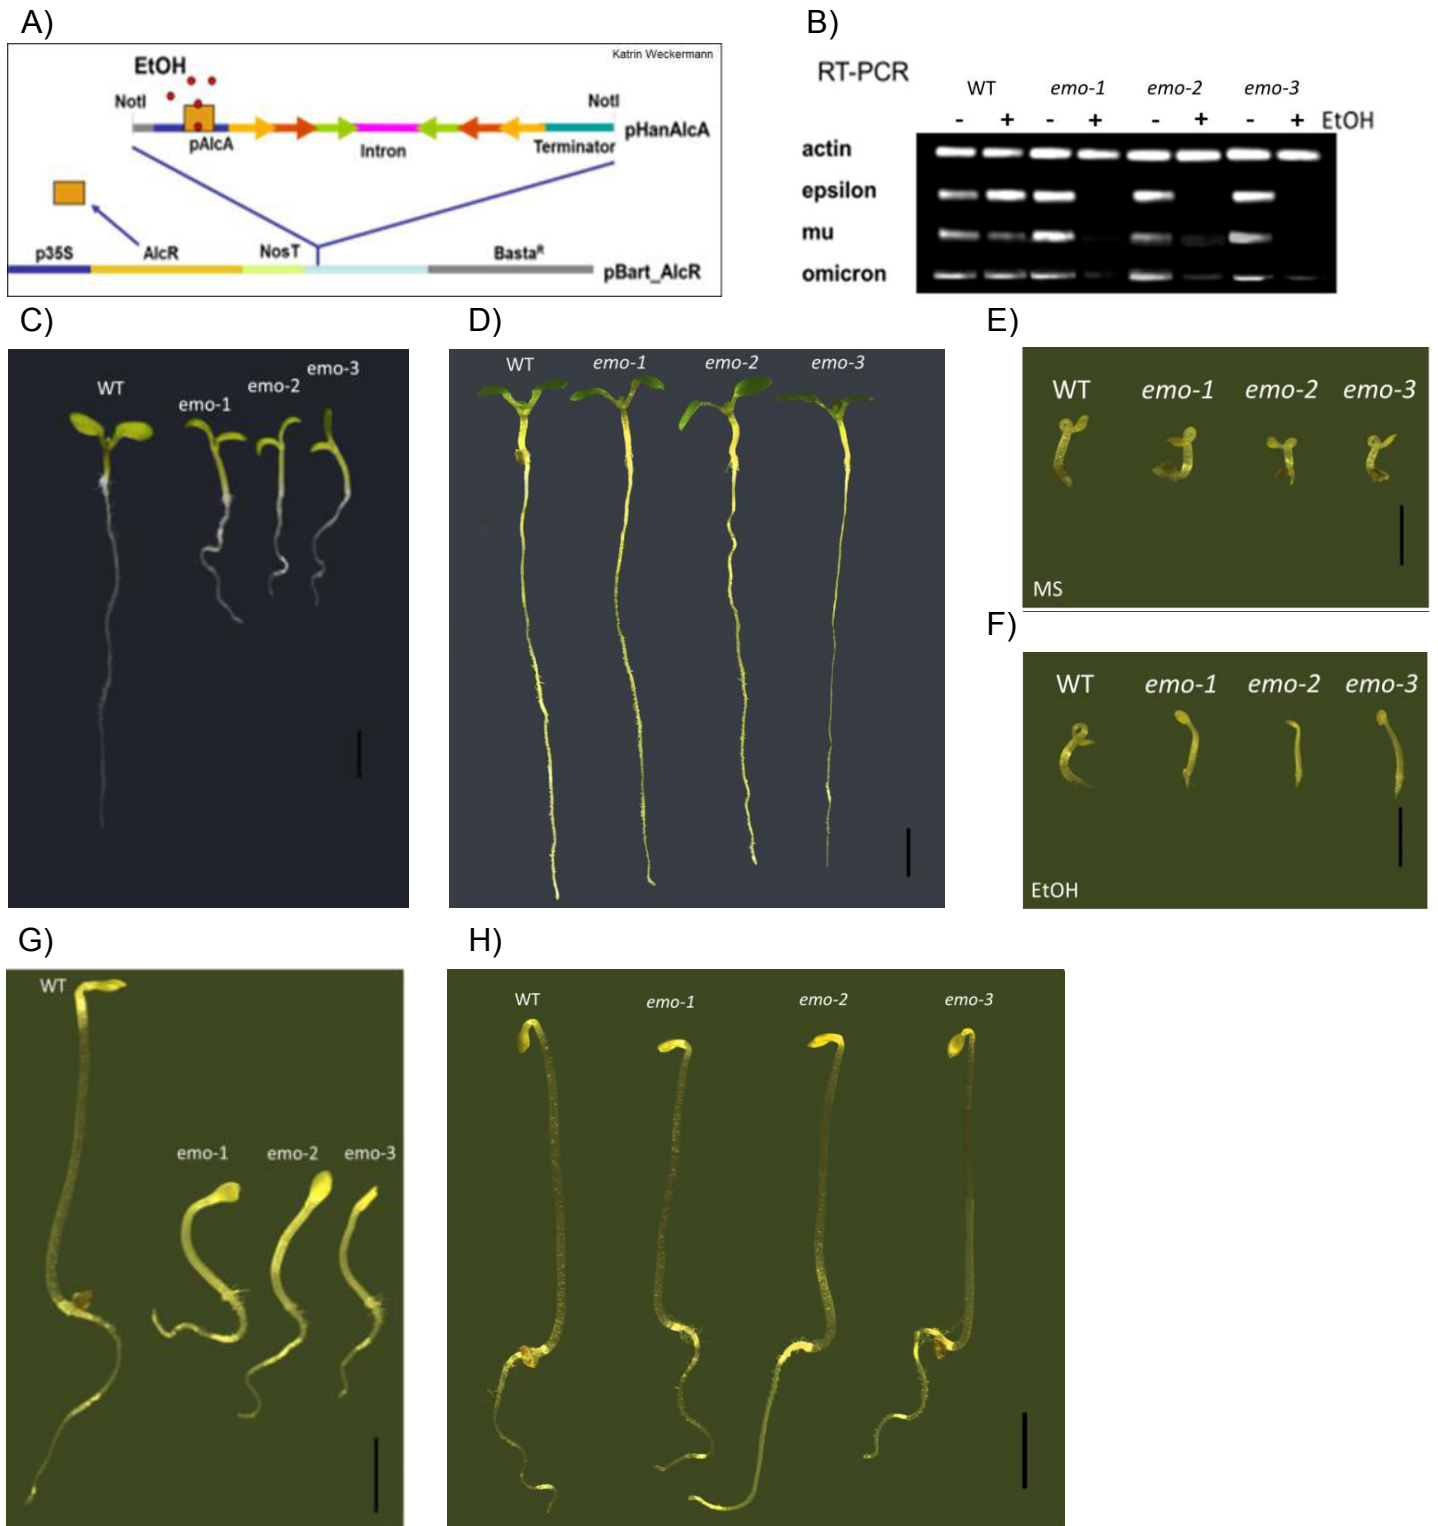 A)
Katrin Weckermann
EtOH
NotI
NotI
pAlcA
Intron
Terminator
pHanAlcA
p35S
AlcR
NosT
Bastaᴿ
pBart_AlcR
B)
RT-PCR
WT emo-1 emo-2 emo-3
- + - + - + - + EtOH
actin
epsilon
mu
omicron
C)
WT
emo-1
emo-2
emo-3
D)
WT emo-1 emo-2 emo-3
E)
WT emo-1 emo-2 emo-3
MS
F)
WT emo-1 emo-2 emo-3
EtOH
G)
WT
emo-1 emo-2 emo-3
H)
WT emo-1 emo-2 emo-3